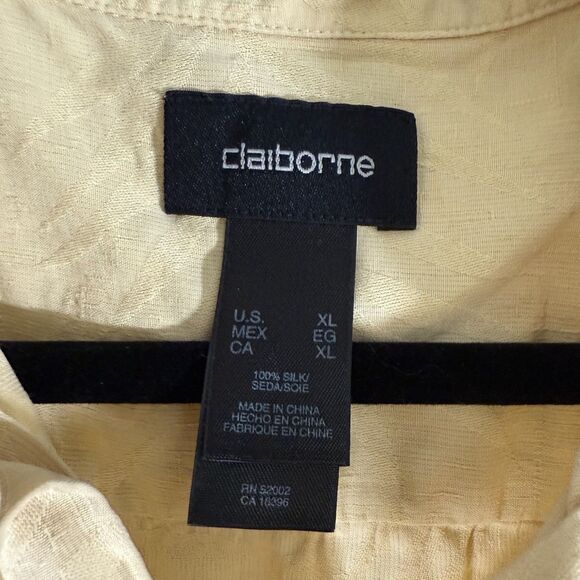 claiborne
U.S. XL
MEX EG
CA XL
100% SILK/
SEDA/SOIE
MADE IN CHINA
HECHO EN CHINA
FABRIQUE EN CHINE
RN 52002
CA 16396